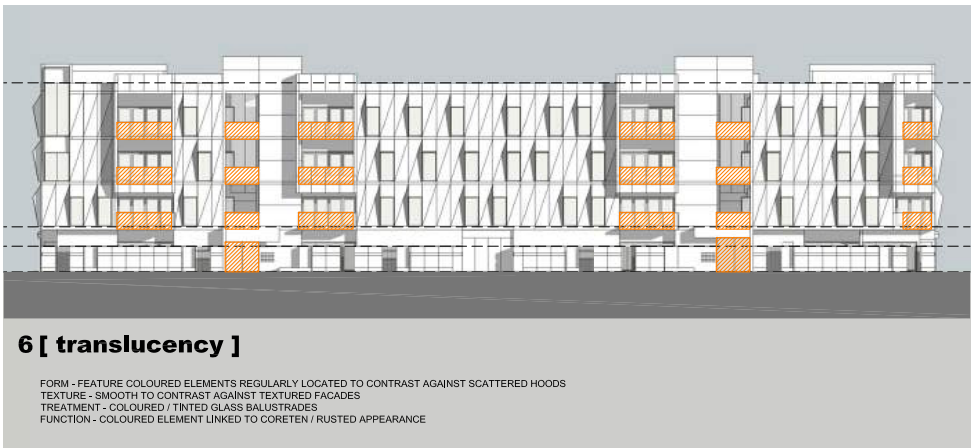 6 [ translucency ]
FORM - FEATURE COLOURED ELEMENTS REGULARLY LOCATED TO CONTRAST AGAINST SCATTERED HOODS
TEXTURE - SMOOTH TO CONTRAST AGAINST TEXTURED FACADES
TREATMENT - COLOURED / TINTED GLASS BALUSTRADES
FUNCTION - COLOURED ELEMENT LINKED TO CORETEN / RUSTED APPEARANCE